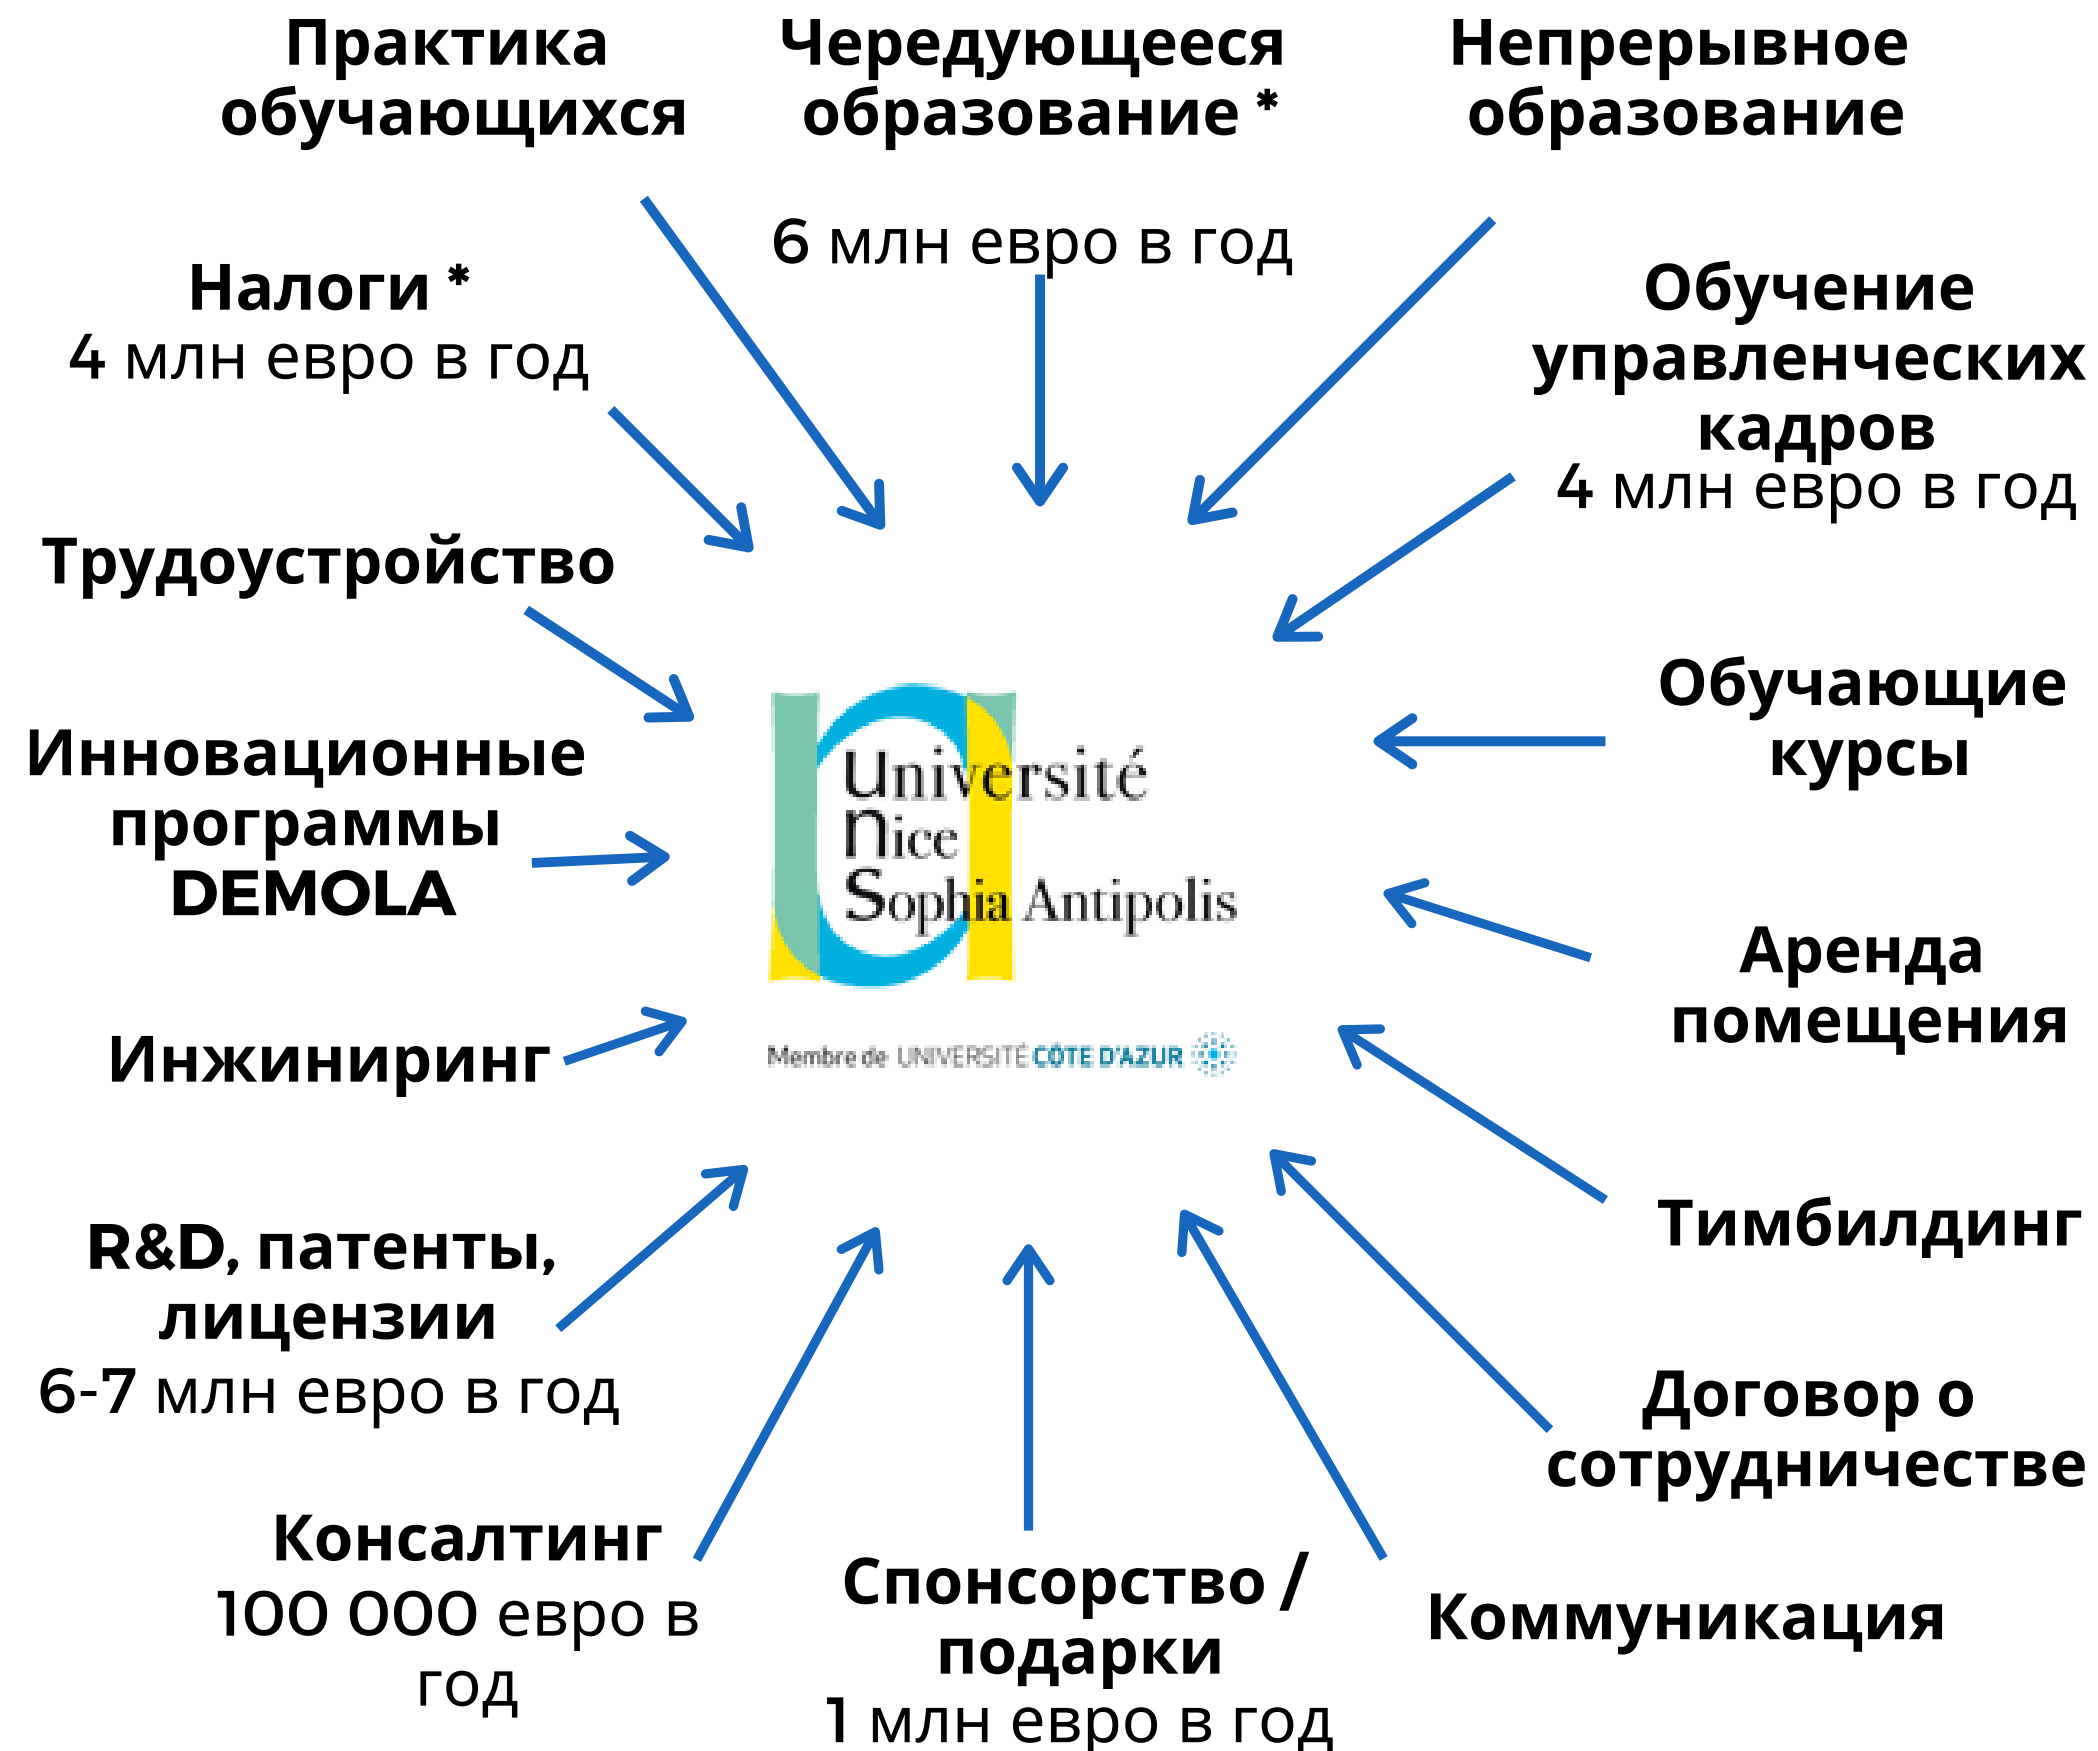 Практика
обучающихся
Чередующееся
образование *
6 млн евро в год
Непрерывное
образование
Налоги *
4 млн евро в год
Обучение
управленческих
кадров
4 млн евро в год
Трудоустройство
Обучающие
курсы
Инновационные
программы
DEMOLA
Université
nice
Sophia Antipolis
Membre de UNIVERSITÉ CÔTE D'AZUR
Аренда
помещения
Инжиниринг
Тимбилдинг
R&D, патенты,
лицензии
6-7 млн евро в год
Договор о
сотрудничестве
Консалтинг
100 000 евро в
год
Спонсорство /
подарки
1 млн евро в год
Коммуникация